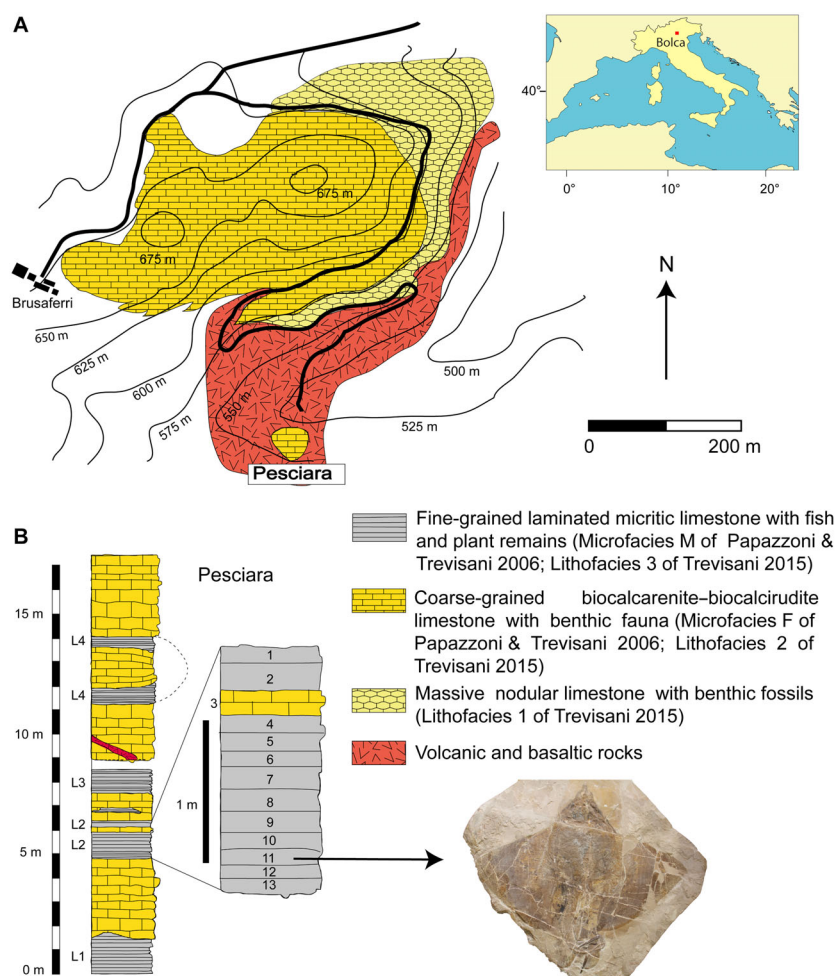 A
Bolca
40°
0°
10°
20°
675 m
675 m
Brusaferri
650 m
625 m
600 m
575 m
550 m
500 m
525 m
Pesciara
N
0
200 m
B
Pesciara
Fine-grained laminated micritic limestone with fish
and plant remains (Microfacies M of Papazzoni &
Trevisani 2006; Lithofacies 3 of Trevisani 2015)
Coarse-grained biocalcarenite–biocalcirudite
limestone with benthic fauna (Microfacies F of
Papazzoni & Trevisani 2006; Lithofacies 2 of
Trevisani 2015)
Massive nodular limestone with benthic fossils
(Lithofacies 1 of Trevisani 2015)
Volcanic and basaltic rocks
15 m
10 m
5 m
0 m
L4
L4
L3
L2
L2
L1
1
2
3
4
5
6
7
8
9
10
11
12
13
1 m